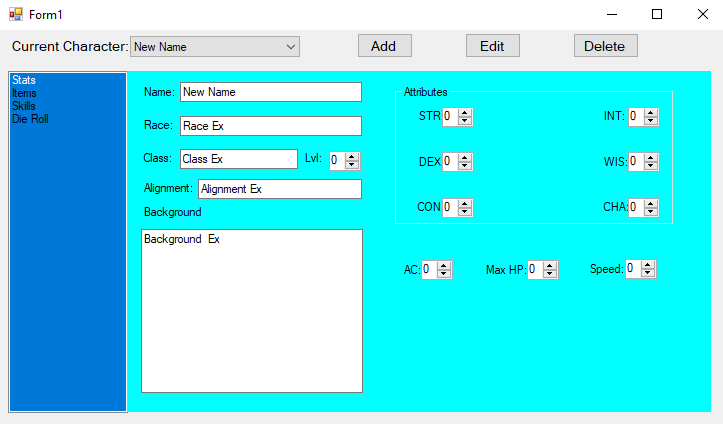 Form1
Current Character: New Name Add Edit Delete
Stats
Items
Skills
Die Roll
Name: New Name
Race: Race Ex
Class: Class Ex Lvl: 0
Alignment: Alignment Ex
Background
Background  Ex
Attributes
STR 0 INT: 0
DEX 0 WIS: 0
CON 0 CHA: 0
AC: 0 Max HP: 0 Speed: 0